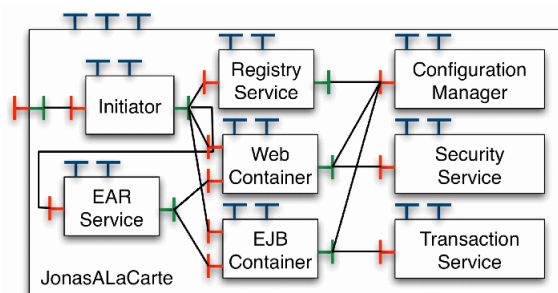 Registry
Service
Configuration
Manager
Initiator
Web
Container
Security
Service
EAR
Service
EJB
Container
Transaction
Service
JonasALaCarte